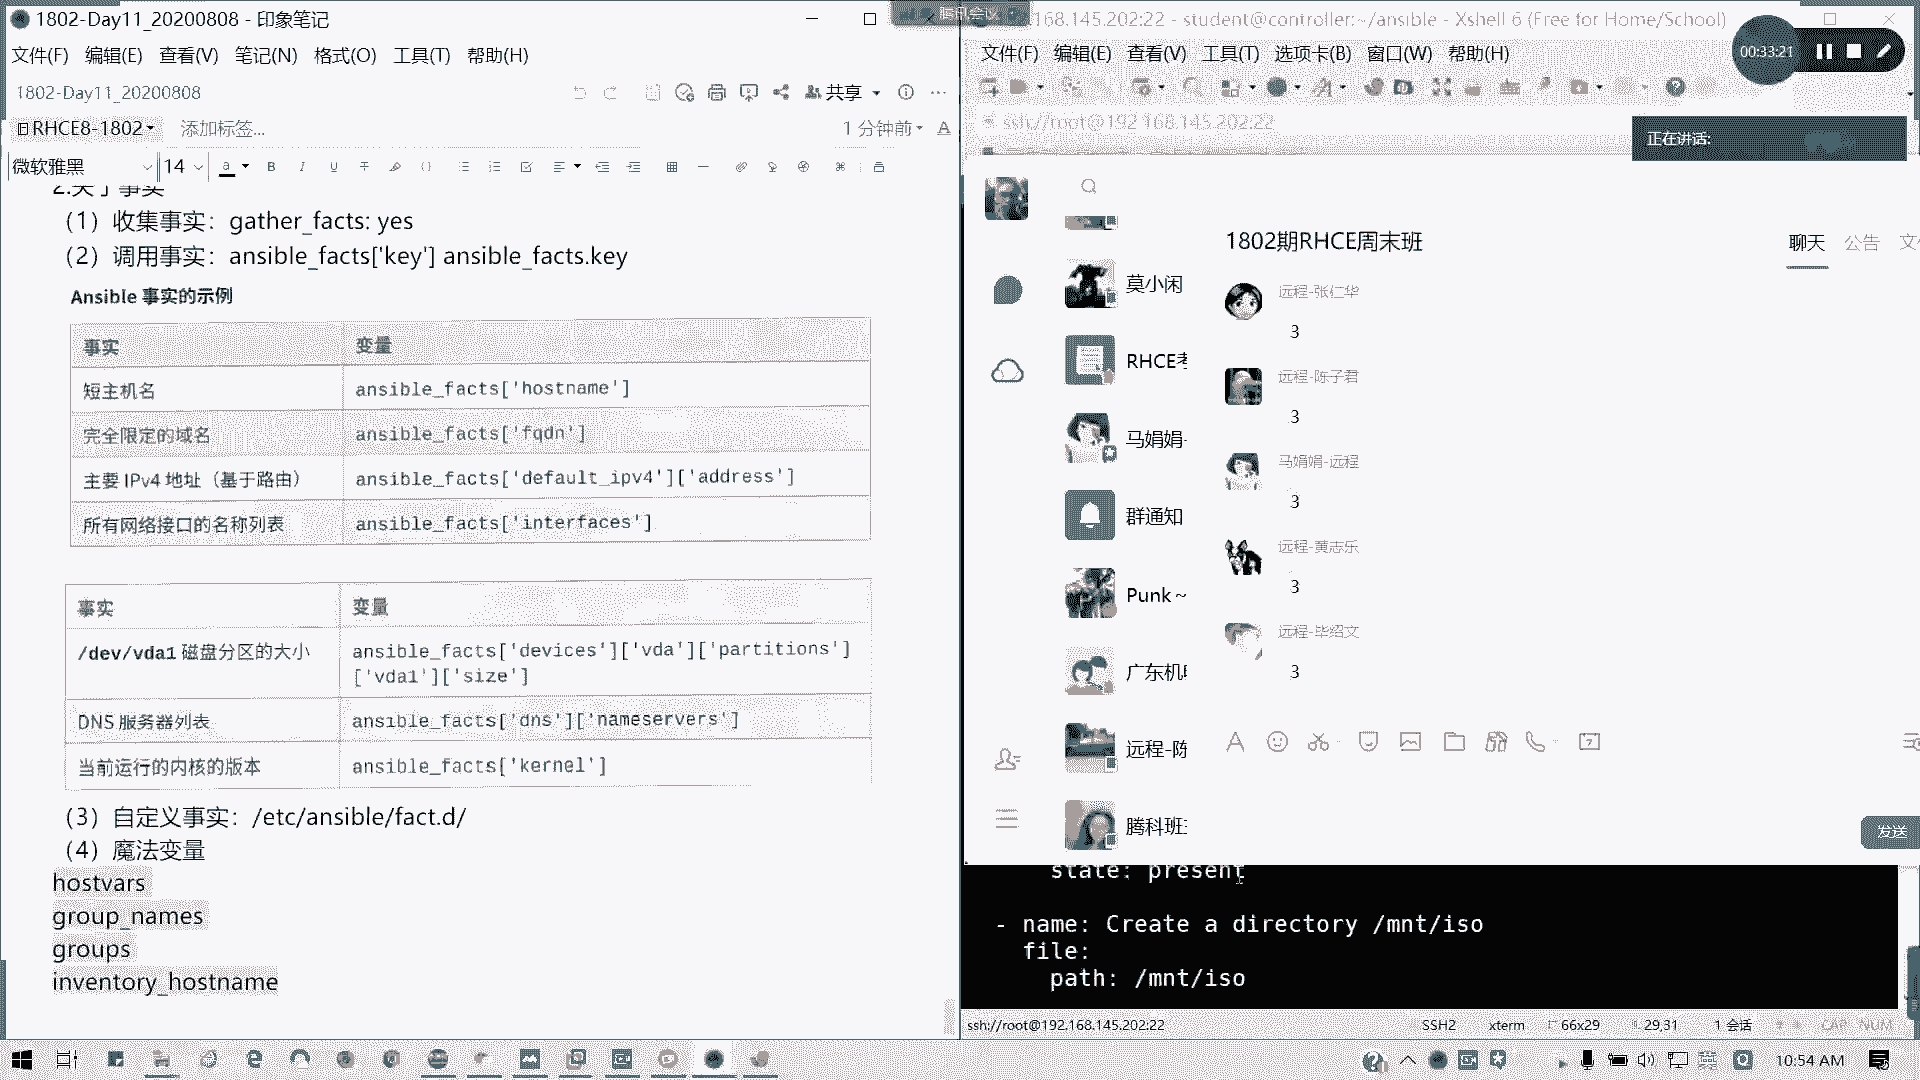 1802-Day11_20200808 - 印象笔记
文件(F) 编辑(E) 查看(V) 笔记(N) 格式(O) 工具(T) 帮助(H)
1802-Day11_20200808
共享
RHCE8-1802
添加标签...
1 分钟前
微软雅黑 14
2.关于事实
（1）收集事实：gather_facts: yes
（2）调用事实：ansible_facts['key'] ansible_facts.key
Ansible 事实的示例
事实 变量
短主机名 ansible_facts['hostname']
完全限定的域名 ansible_facts['fqdn']
主要 IPv4 地址（基于路由） ansible_facts['default_ipv4']['address']
所有网络接口的名称列表 ansible_facts['interfaces']
事实 变量
/dev/vda1 磁盘分区的大小 ansible_facts['devices']['vda']['partitions']
['vda1']['size']
DNS 服务器列表 ansible_facts['dns']['nameservers']
当前运行的内核的版本 ansible_facts['kernel']
（3）自定义事实：/etc/ansible/fact.d/
（4）魔法变量
hostvars
group_names
groups
inventory_hostname
腾讯会议
168.145.202:22 - student@controller:~/ansible - Xshell 6 (Free for Home/School)
文件(F) 编辑(E) 查看(V) 工具(T) 选项卡(B) 窗口(W) 帮助(H)
00:33:21
ssh://root@192.168.145.202:22
正在讲话:
莫小闲
RHCE考
马娟娟-
群通知
Punk ~
广东机电
远程-陈
腾科班主
1802期RHCE周末班
聊天 公告 文件
远程-张仁华
3
远程-陈子君
3
马娟娟-远程
3
远程-黄志乐
3
远程-毕绍文
3
发送
state: present
- name: Create a directory /mnt/iso
file:
path: /mnt/iso
ssh://root@192.168.145.202:22 SSH2 xterm 66x29 29,31 1 会话 CAP NUM
英
10:54 AM